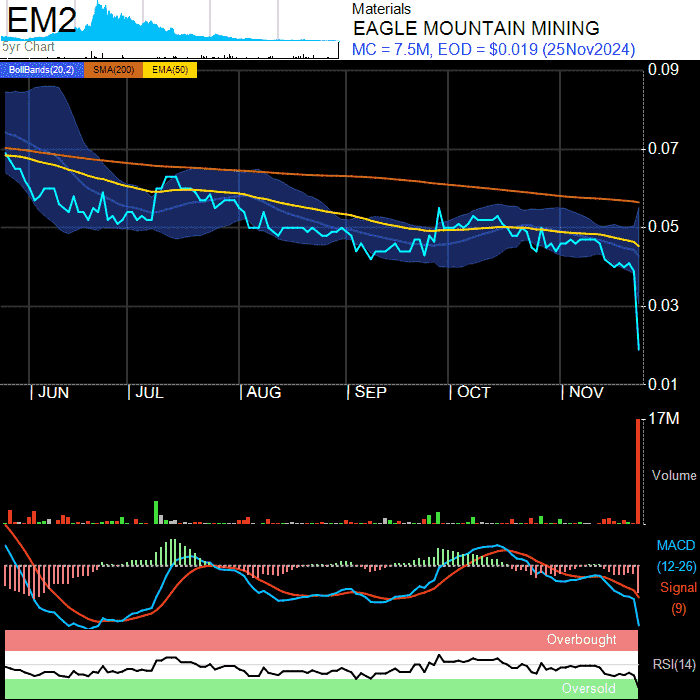 EM2
5yr Chart
Materials
EAGLE MOUNTAIN MINING
MC = 7.5M, EOD = $0.019 (25Nov2024)
BollBands(20,2) SMA(200) EMA(50)
0.09
0.07
0.05
0.03
0.01
| JUN | JUL | AUG | SEP | OCT | NOV
17M
Volume
MACD
(12-26)
Signal
(9)
Overbought
RSI(14)
Oversold